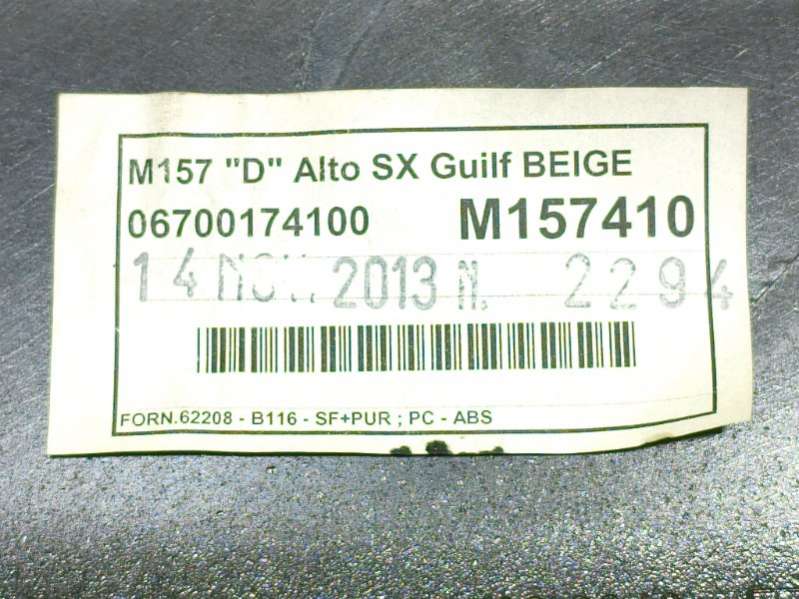 M157 "D" Alto SX Guilf BEIGE
06700174100 M157410
14 NOV. 2013 N. 2294
FORN.62208 - B116 - SF+PUR ; PC - ABS